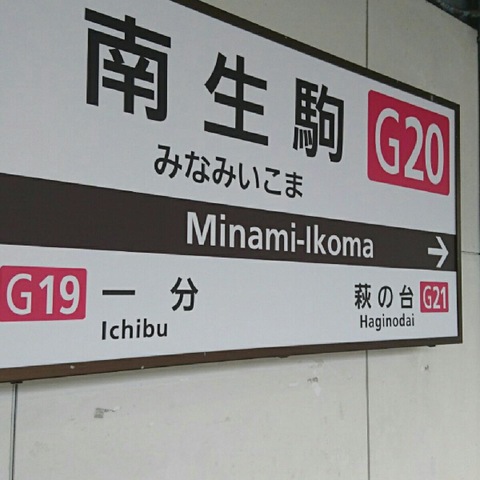 南生駒 G20
みなみいこま
Minami-Ikoma →
G19 一分 萩の台 G21
Ichibu Haginodai